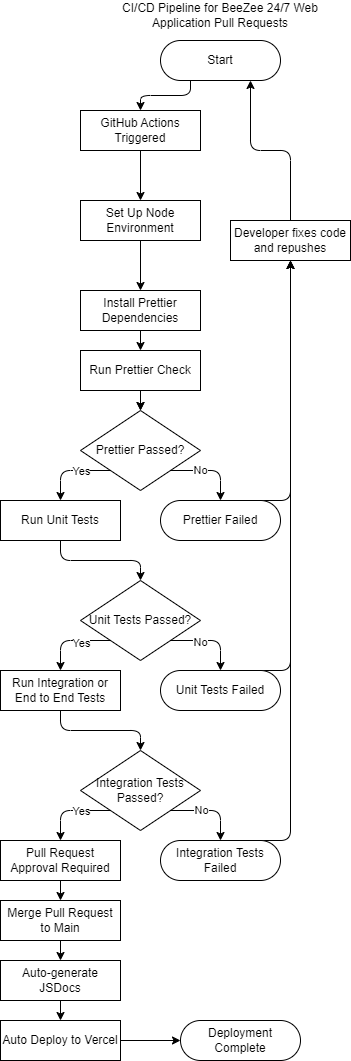 CI/CD Pipeline for BeeZee 24/7 Web
Application Pull Requests
Start
GitHub Actions
Triggered
Set Up Node
Environment
Developer fixes code
and repushes
Install Prettier
Dependencies
Run Prettier Check
Prettier Passed?
Yes
No
Run Unit Tests
Prettier Failed
Unit Tests Passed?
Yes
No
Run Integration or
End to End Tests
Unit Tests Failed
Integration Tests
Passed?
Yes
No
Pull Request
Approval Required
Integration Tests
Failed
Merge Pull Request
to Main
Auto-generate
JSDocs
Auto Deploy to Vercel
Deployment
Complete